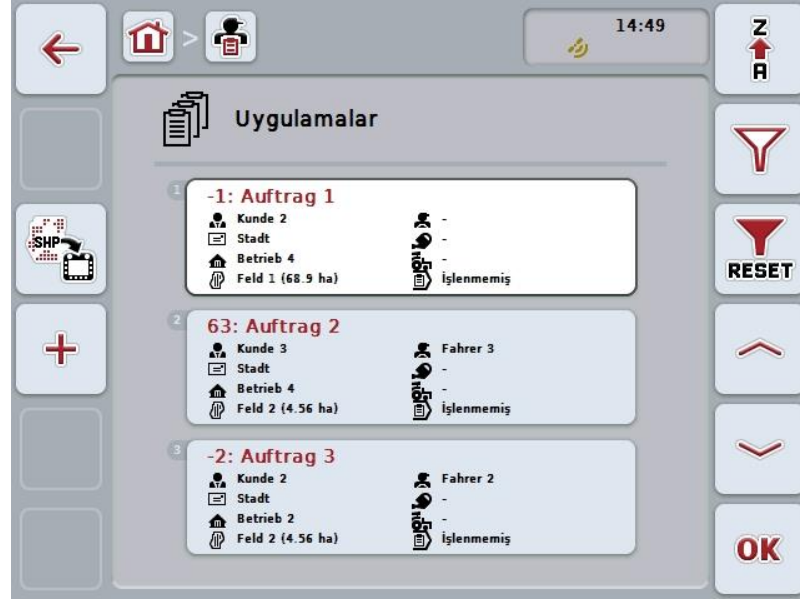 14:49
Z
A
Uygulamalar
1
-1: Auftrag 1
Kunde 2
-
Stadt
-
Betrieb 4
-
Feld 1 (68.9 ha)
İşlenmemiş
SHP
RESET
2
63: Auftrag 2
Kunde 3
Fahrer 3
Stadt
-
Betrieb 4
-
Feld 2 (4.56 ha)
İşlenmemiş
3
-2: Auftrag 3
Kunde 2
Fahrer 2
Stadt
-
Betrieb 2
-
Feld 2 (4.56 ha)
İşlenmemiş
OK